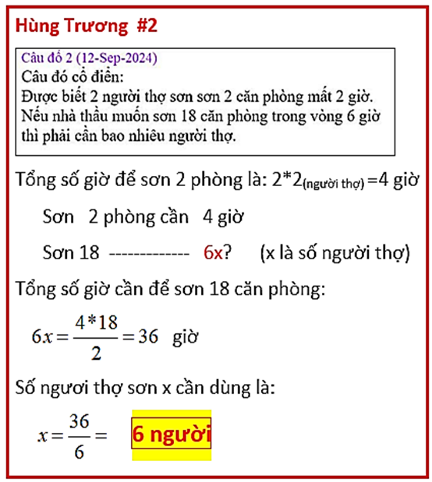 Hùng Trương #2
Câu đố 2 (12-Sep-2024)
Câu đó cổ điển:
Được biết 2 người thợ sơn sơn 2 căn phòng mất 2 giờ.
Nếu nhà thầu muốn sơn 18 căn phòng trong vòng 6 giờ
thì phải cần bao nhiêu người thợ.
Tổng số giờ để sơn 2 phòng là: 2*2(người thợ)=4 giờ
Sơn 2 phòng cần 4 giờ
Sơn 18 ------------- 6x? (x là số người thợ)
Tổng số giờ cần để sơn 18 căn phòng:
6x = 4*18/2 = 36 giờ
Số ngươi thợ sơn x cần dùng là:
x = 36/6 = 6 người